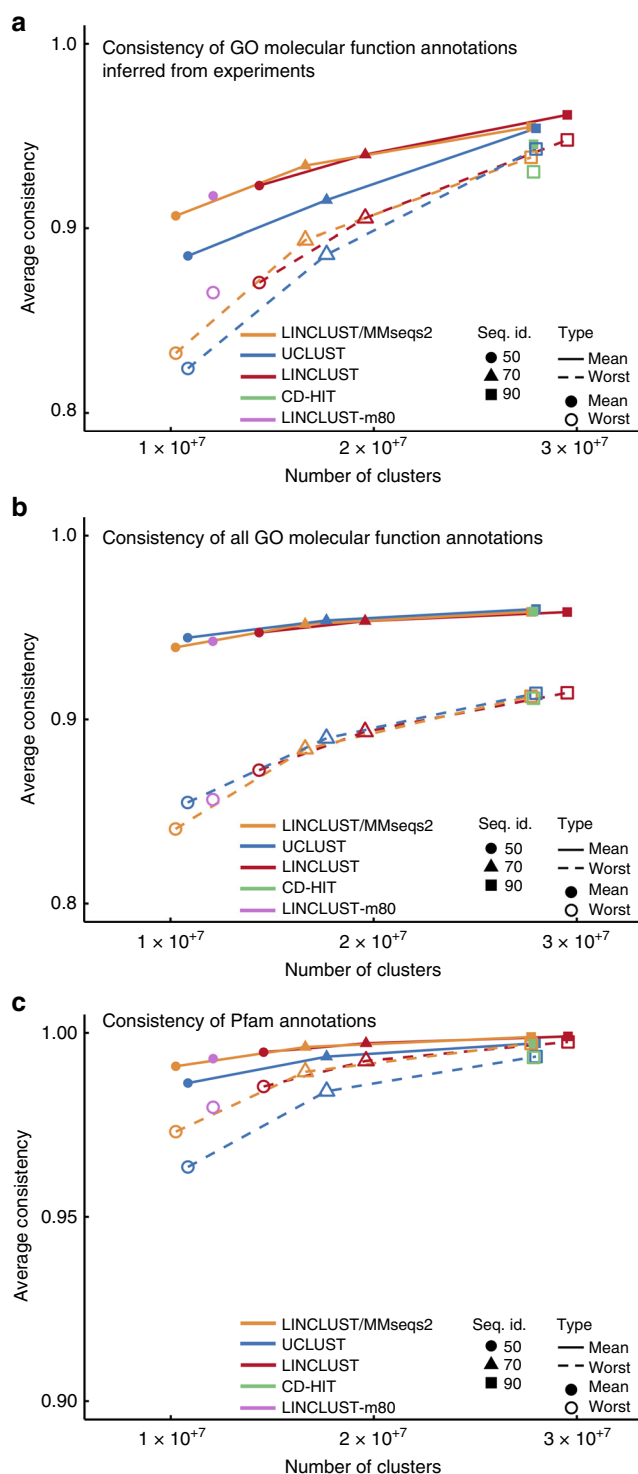 a
1.0
Consistency of GO molecular function annotations
inferred from experiments
0.9
Average consistency
LINCLUST/MMseqs2
UCLUST
LINCLUST
CD-HIT
LINCLUST-m80
Seq. id.
50
70
90
Type
Mean
Worst
Mean
Worst
0.8
1 × 10⁺⁷
2 × 10⁺⁷
3 × 10⁺⁷
Number of clusters
b
1.0
Consistency of all GO molecular function annotations
0.9
Average consistency
LINCLUST/MMseqs2
UCLUST
LINCLUST
CD-HIT
LINCLUST-m80
Seq. id.
50
70
90
Type
Mean
Worst
Mean
Worst
0.8
1 × 10⁺⁷
2 × 10⁺⁷
3 × 10⁺⁷
Number of clusters
c
Consistency of Pfam annotations
1.00
0.95
Average consistency
LINCLUST/MMseqs2
UCLUST
LINCLUST
CD-HIT
LINCLUST-m80
Seq. id.
50
70
90
Type
Mean
Worst
Mean
Worst
0.90
1 × 10⁺⁷
2 × 10⁺⁷
3 × 10⁺⁷
Number of clusters